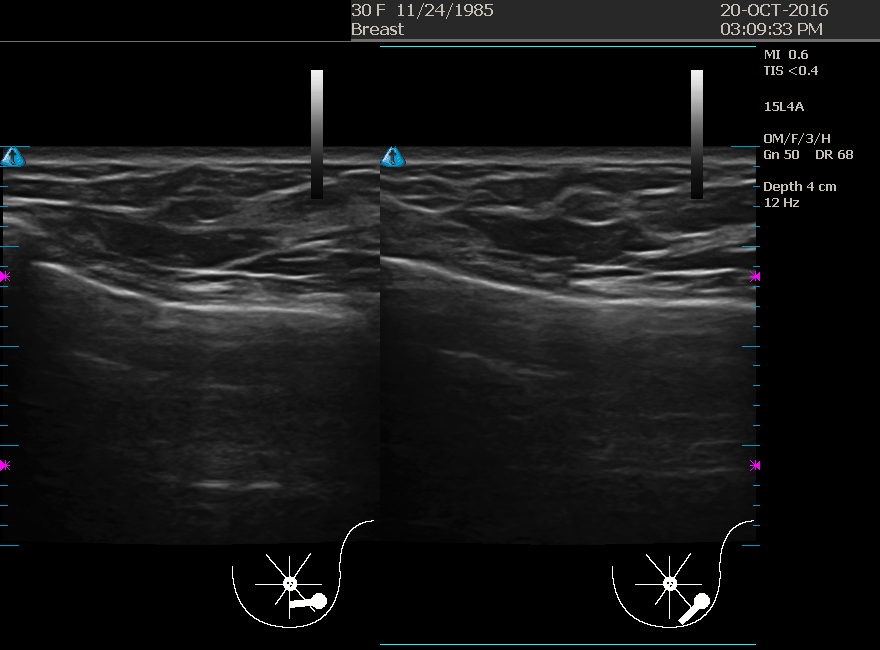 30 F 11/24/1985
20-OCT-2016
Breast
03:09:33 PM
MI 0.6
TIS <0.4
15L4A
OM/F/3/H
Gn 50 DR 68
Depth 4 cm
12 Hz